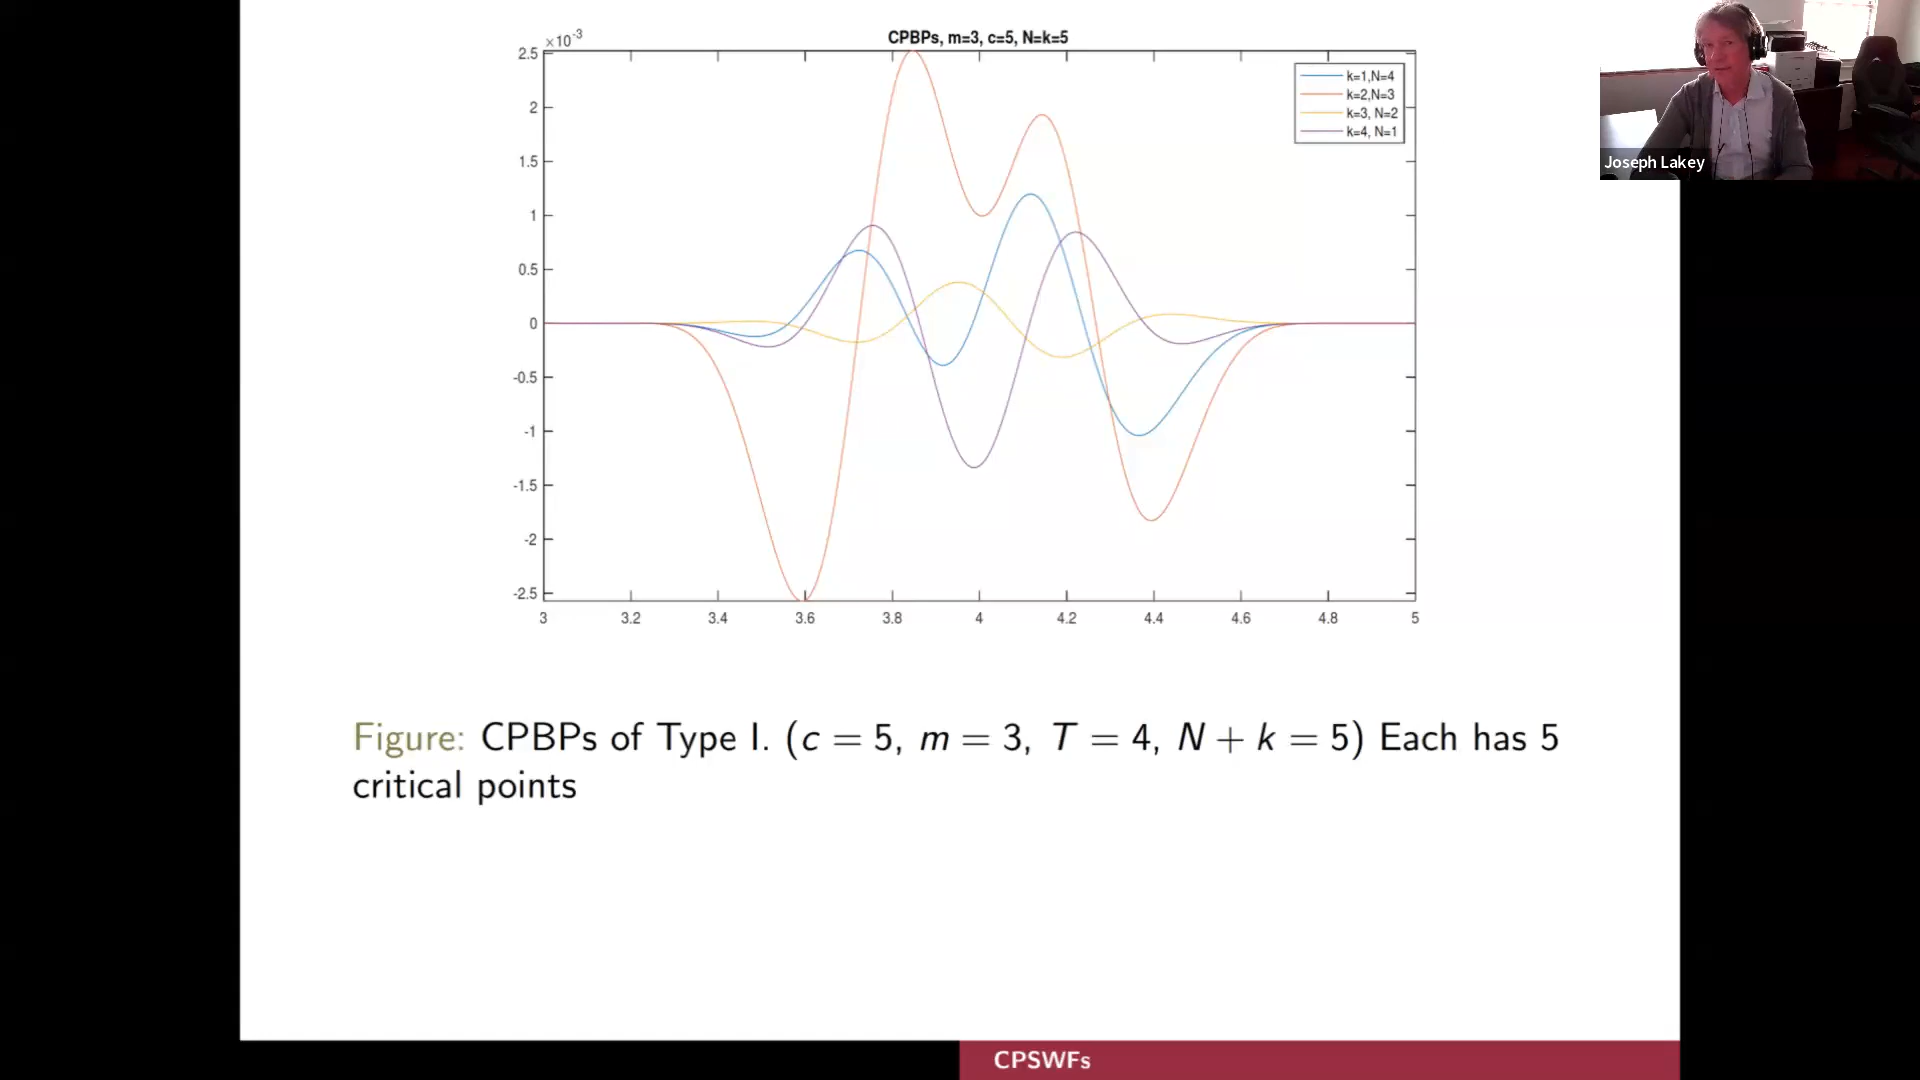 CPBPs, m=3, c=5, N=k=5
×10-3
k=1,N=4
k=2,N=3
k=3, N=2
k=4, N=1
2.5
2
1.5
1
0.5
0
-0.5
-1
-1.5
-2
-2.5
3 3.2 3.4 3.6 3.8 4 4.2 4.4 4.6 4.8 5
Joseph Lakey
Figure: CPBPs of Type I. (c = 5, m = 3, T = 4, N + k = 5) Each has 5
critical points
CPSWFs